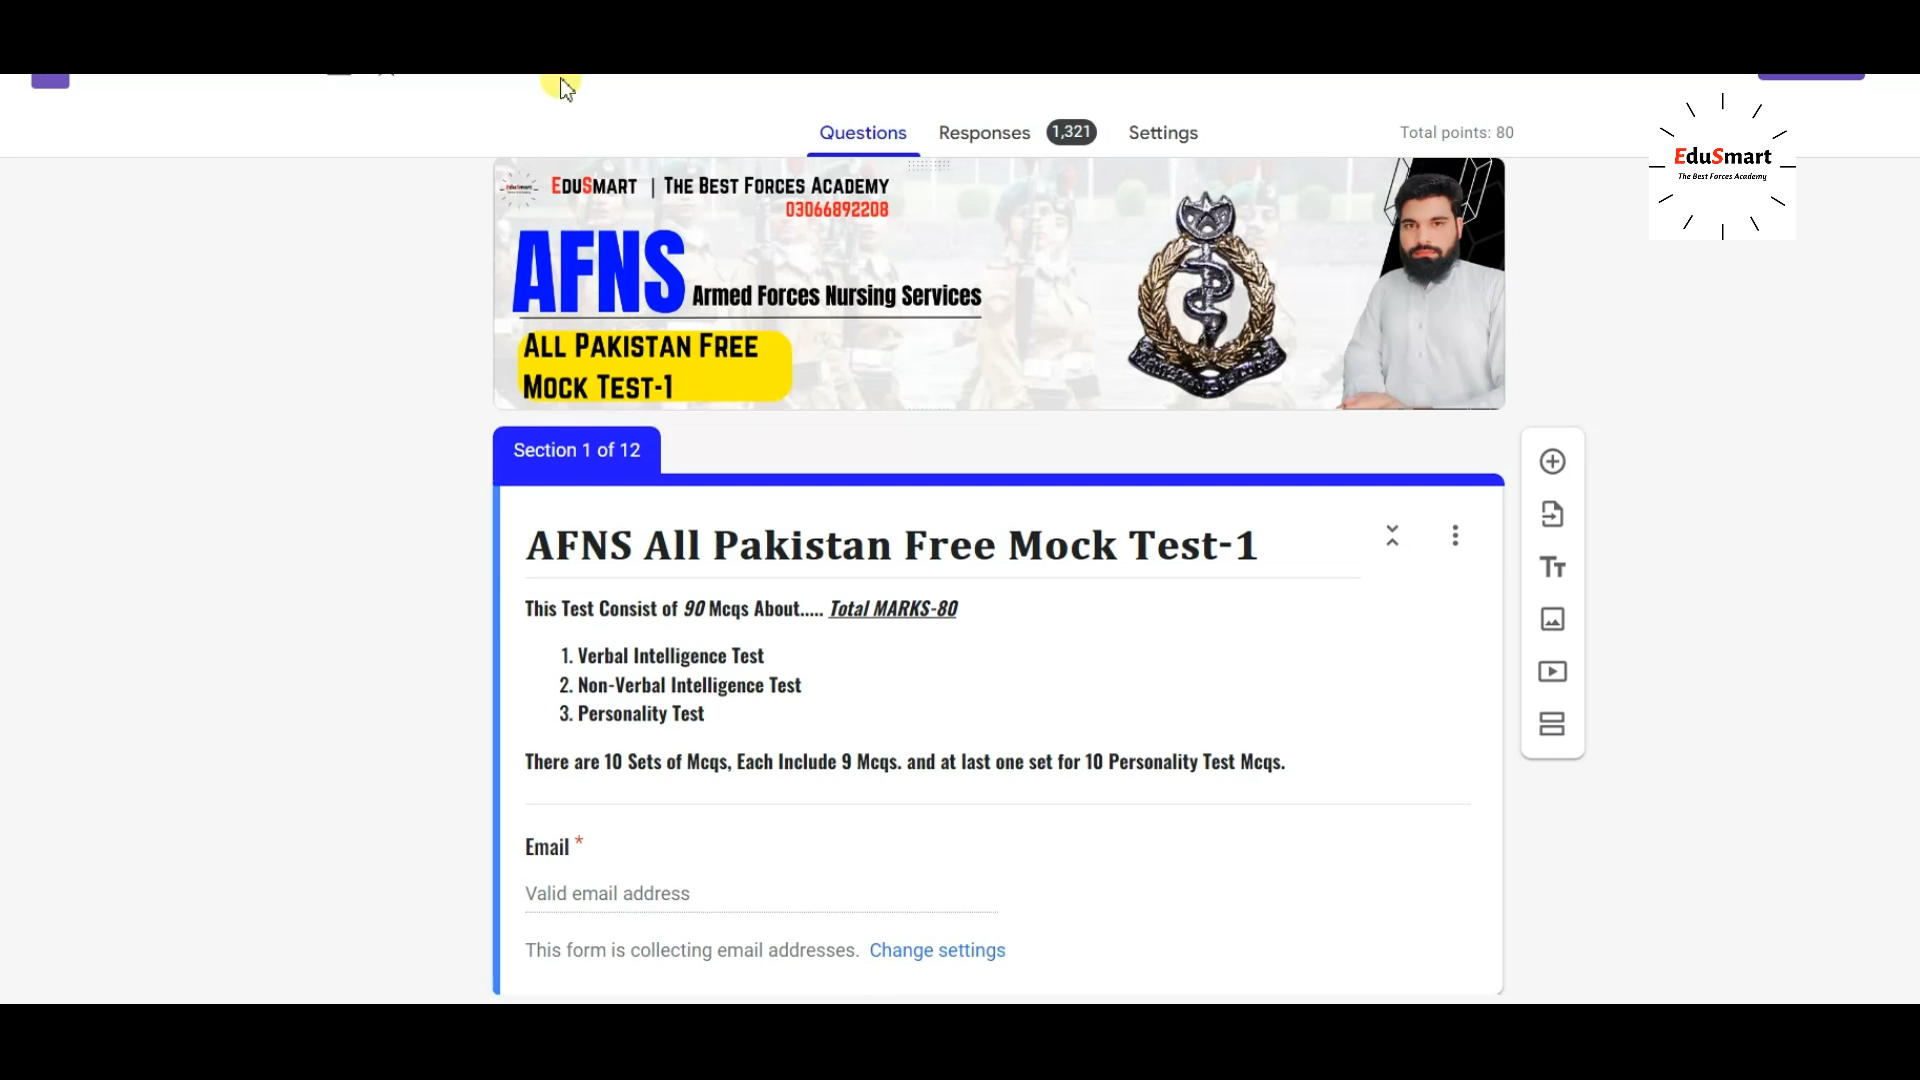 Questions
Responses 1,321
Settings
Total points: 80
EduSmart
The Best Forces Academy
EDUSMART | THE BEST FORCES ACADEMY
03066892208
AFNS Armed Forces Nursing Services
ALL PAKISTAN FREE
MOCK TEST-1
Section 1 of 12
AFNS All Pakistan Free Mock Test-1
This Test Consist of 90 Mcqs About..... Total MARKS-80
1. Verbal Intelligence Test
2. Non-Verbal Intelligence Test
3. Personality Test
There are 10 Sets of Mcqs, Each Include 9 Mcqs. and at last one set for 10 Personality Test Mcqs.
Email *
Valid email address
This form is collecting email addresses. Change settings